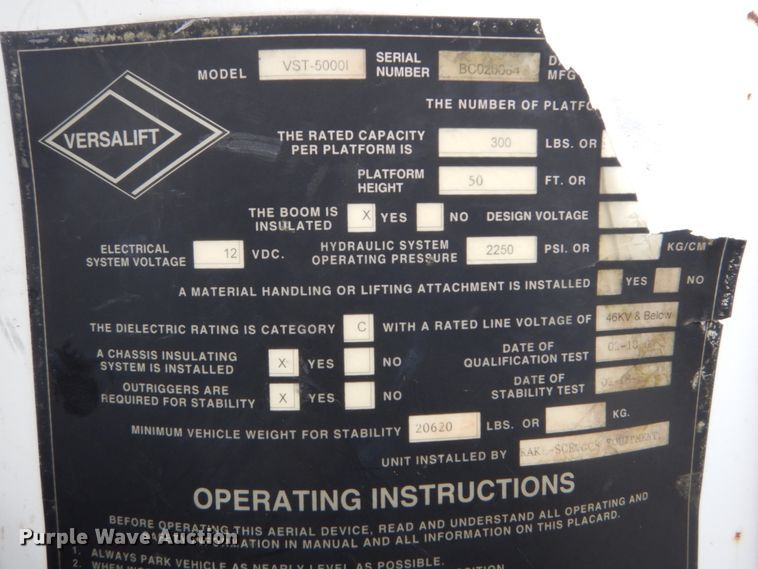 MODEL VST-5000I SERIAL NUMBER
MFG
THE NUMBER OF
VERSALIFT
THE RATED CAPACITY PER PLATFORM IS 300 LBS. OR
PLATFORM HEIGHT 50 FT. OR
THE BOOM IS INSULATED X YES NO DESIGN VOLTAGE
ELECTRICAL SYSTEM VOLTAGE 12 VDC. HYDRAULIC SYSTEM OPERATING PRESSURE 2250 PSI. OR KG/CM
A MATERIAL HANDLING OR LIFTING ATTACHMENT IS INSTALLED YES NO
THE DIELECTRIC RATING IS CATEGORY C WITH A RATED LINE VOLTAGE OF 46KV & Below
A CHASSIS INSULATING SYSTEM IS INSTALLED X YES NO DATE OF QUALIFICATION TEST
OUTRIGGERS ARE REQUIRED FOR STABILITY X YES NO DATE OF STABILITY TEST
MINIMUM VEHICLE WEIGHT FOR STABILITY 20620 LBS. OR KG.
UNIT INSTALLED BY
OPERATING INSTRUCTIONS
BEFORE OPERATING THIS AERIAL DEVICE, READ AND UNDERSTAND ALL OPERATING AND
INFORMATION IN MANUAL AND ALL INFORMATION ON THIS PLACARD.
1. ALWAYS PARK VEHICLE AS NEARLY LEVEL AS POSSIBLE.
2. WHEN
Purple Wave Auction